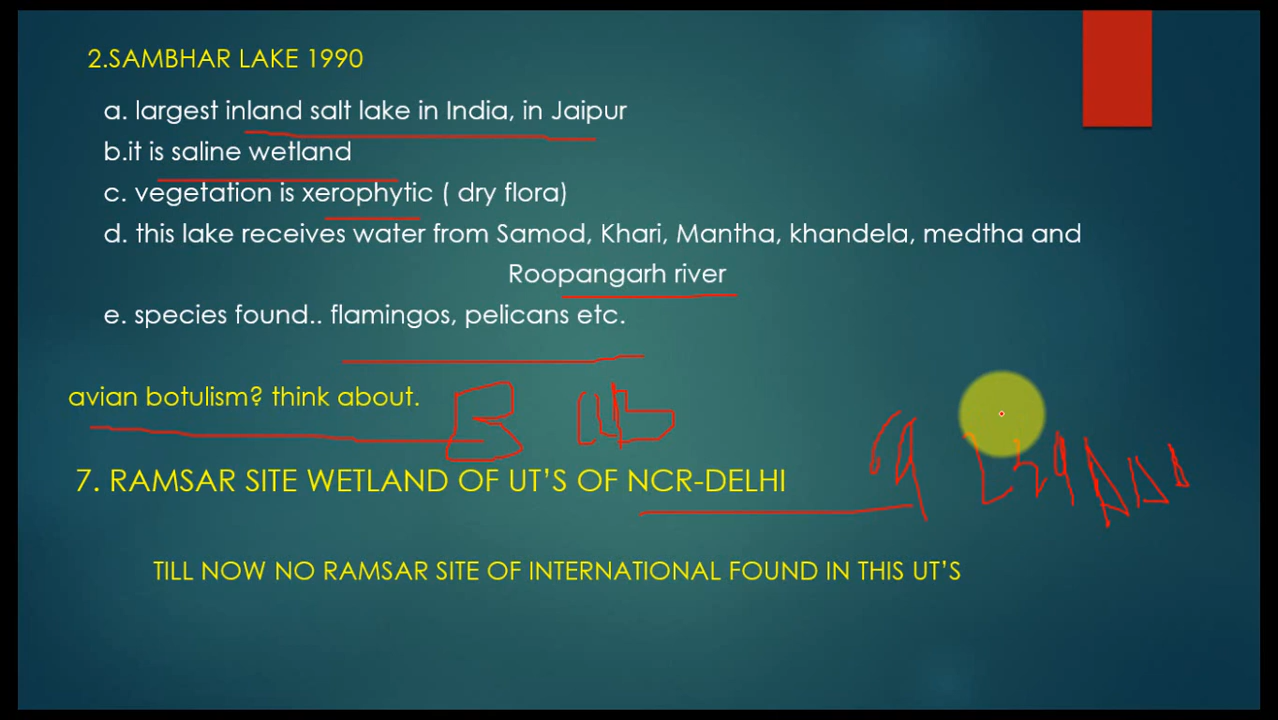 2.SAMBHAR LAKE 1990
a. largest inland salt lake in India, in Jaipur
b.it is saline wetland
c. vegetation is xerophytic ( dry flora)
d. this lake receives water from Samod, Khari, Mantha, khandela, medtha and
Roopangarh river
e. species found.. flamingos, pelicans etc.
avian botulism? think about.
7. RAMSAR SITE WETLAND OF UT'S OF NCR-DELHI
TILL NOW NO RAMSAR SITE OF INTERNATIONAL FOUND IN THIS UT'S